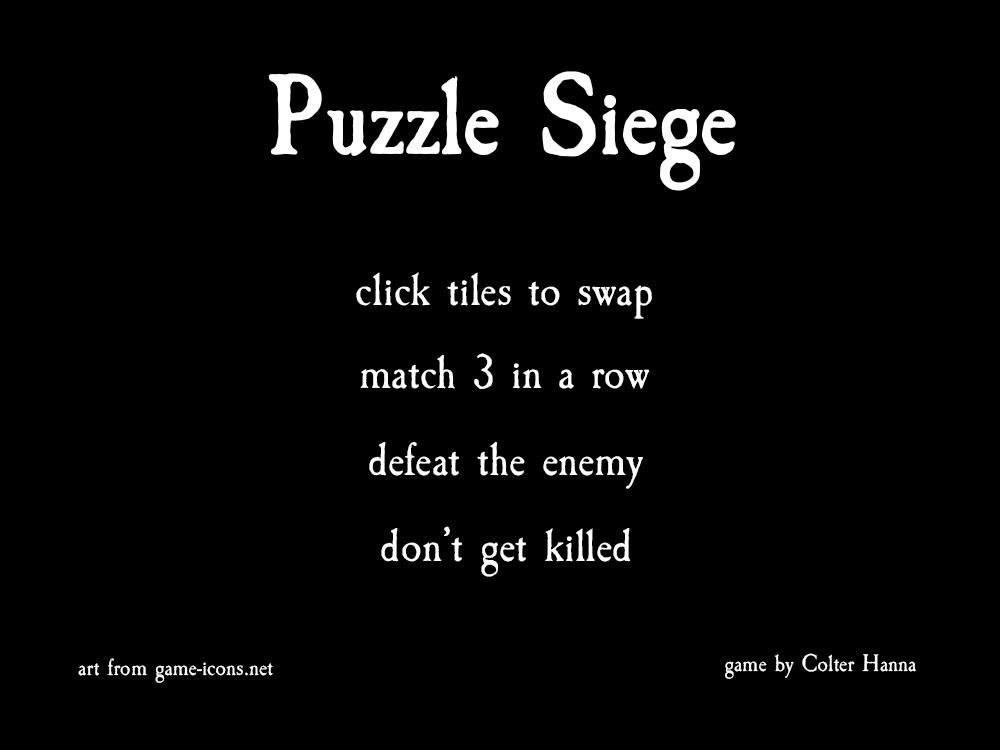 Puzzle Siege
click tiles to swap
match 3 in a row
defeat the enemy
don't get killed
art from game-icons.net
game by Colter Hanna